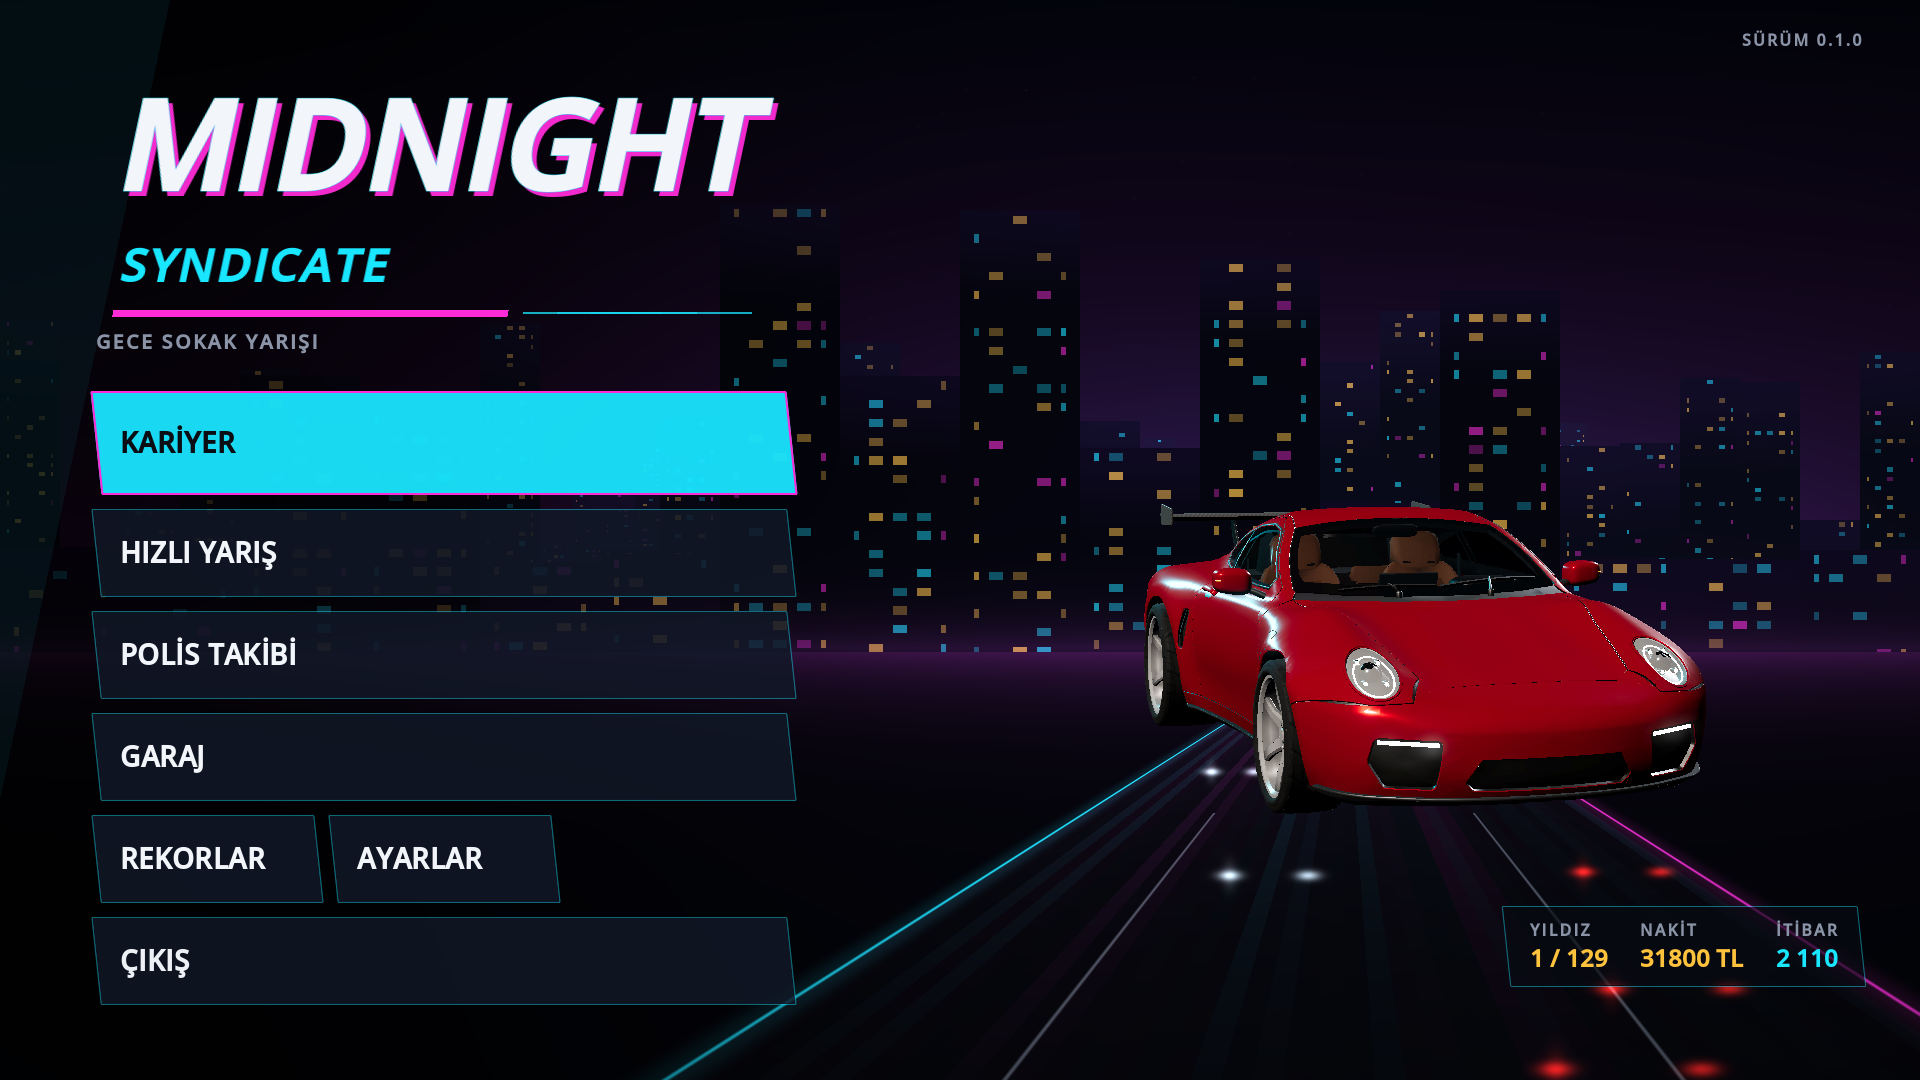 SÜRÜM 0.1.0
MIDNIGHT
SYNDICATE
GECE SOKAK YARIŞI
KARİYER
HIZLI YARIŞ
POLİS TAKİBİ
GARAJ
REKORLAR AYARLAR
ÇIKIŞ
YILDIZ NAKİT İTİBAR
1 / 129 31800 TL 2 110